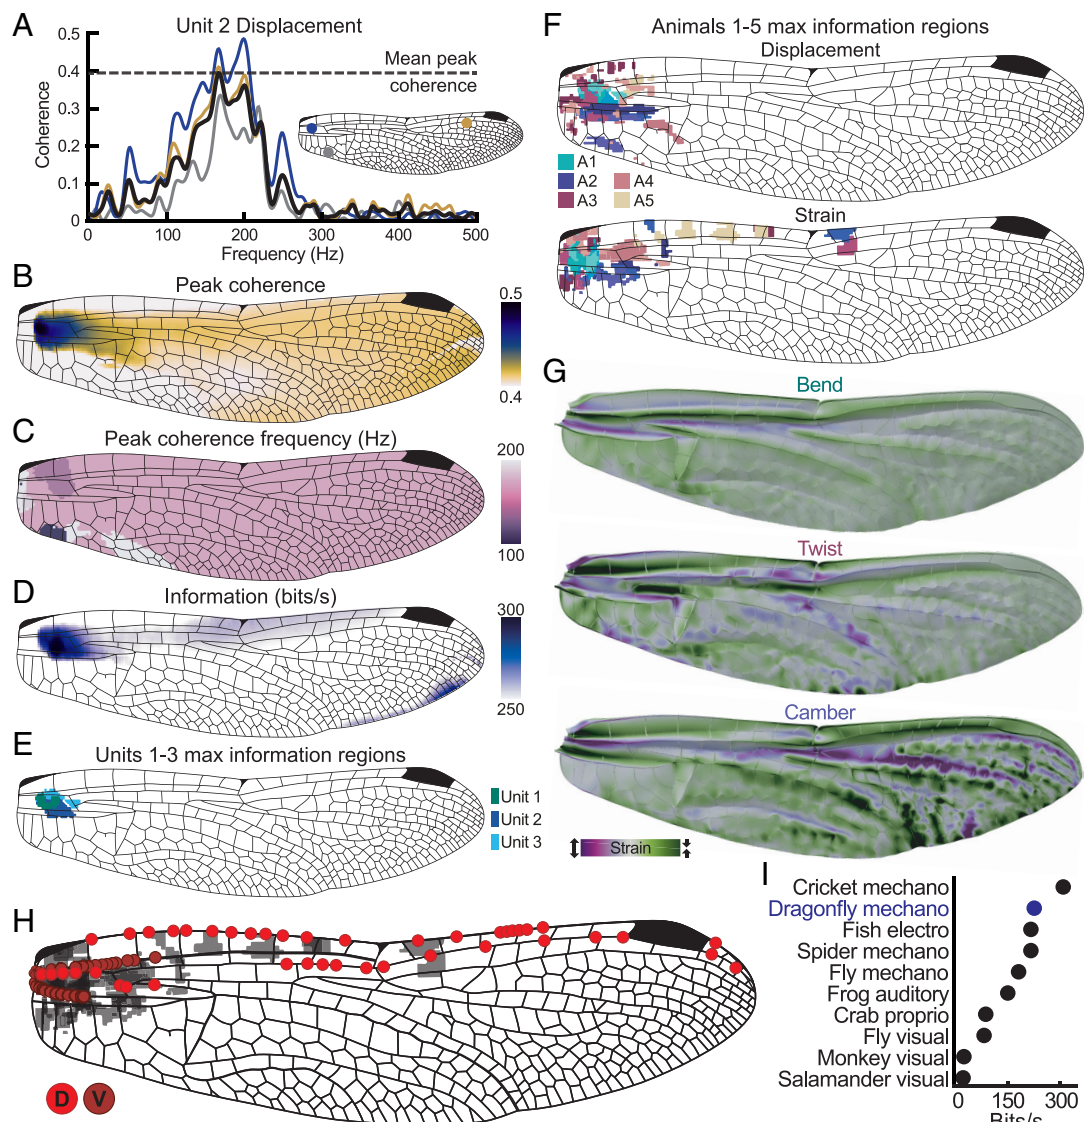 A
Unit 2 Displacement
0.5
0.4
0.3
0.2
0.1
0
Coherence
Mean peak
coherence
0
100
200
300
400
500
Frequency (Hz)
B
Peak coherence
0.5
0.4
C
Peak coherence frequency (Hz)
200
100
D
Information (bits/s)
300
250
E
Units 1-3 max information regions
Unit 1
Unit 2
Unit 3
F
Animals 1-5 max information regions
Displacement
A1
A2
A4
A3
A5
Strain
G
Bend
Twist
Camber
Strain
H
D
V
I
Cricket mechano
Dragonfly mechano
Fish electro
Spider mechano
Fly mechano
Frog auditory
Crab proprio
Fly visual
Monkey visual
Salamander visual
0
150
300
Bits/s